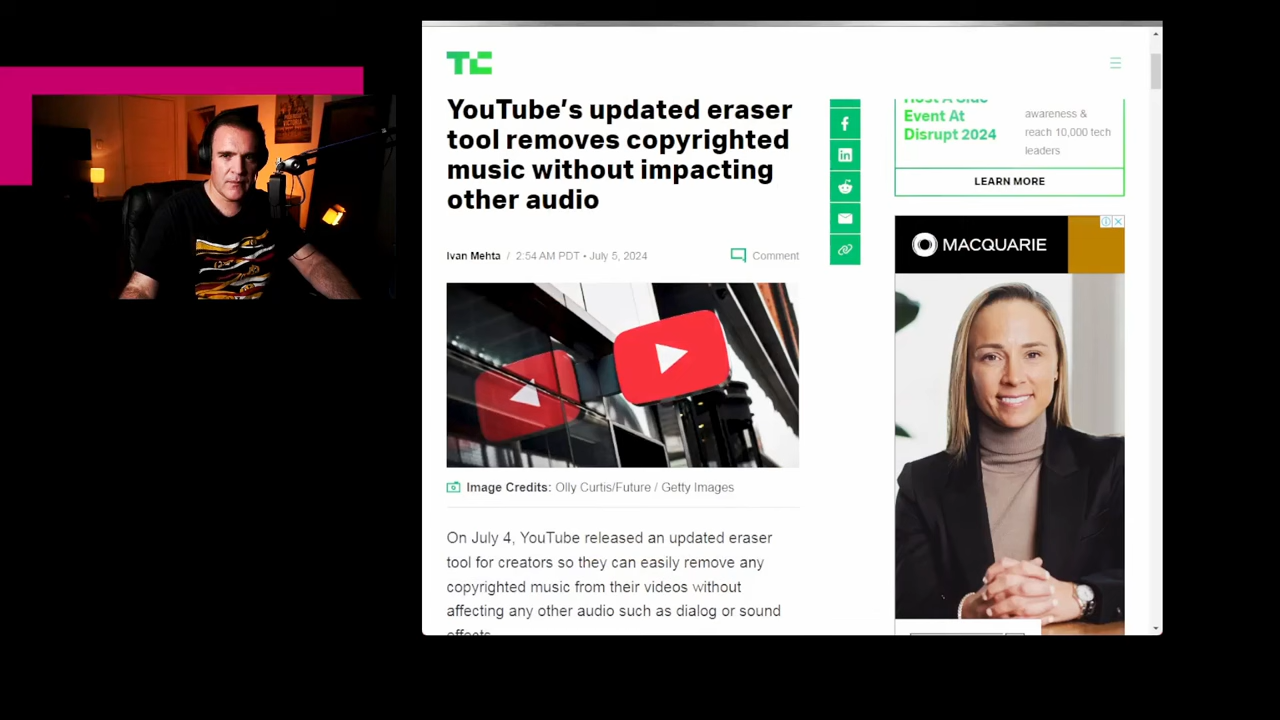 TC
YouTube's updated eraser
tool removes copyrighted
music without impacting
other audio
Ivan Mehta / 2:54 AM PDT • July 5, 2024
Comment
Image Credits: Olly Curtis/Future / Getty Images
On July 4, YouTube released an updated eraser
tool for creators so they can easily remove any
copyrighted music from their videos without
affecting any other audio such as dialog or sound
effects.
Host A Side
Event At
Disrupt 2024
awareness &
reach 10,000 tech
leaders
LEARN MORE
MACQUARIE